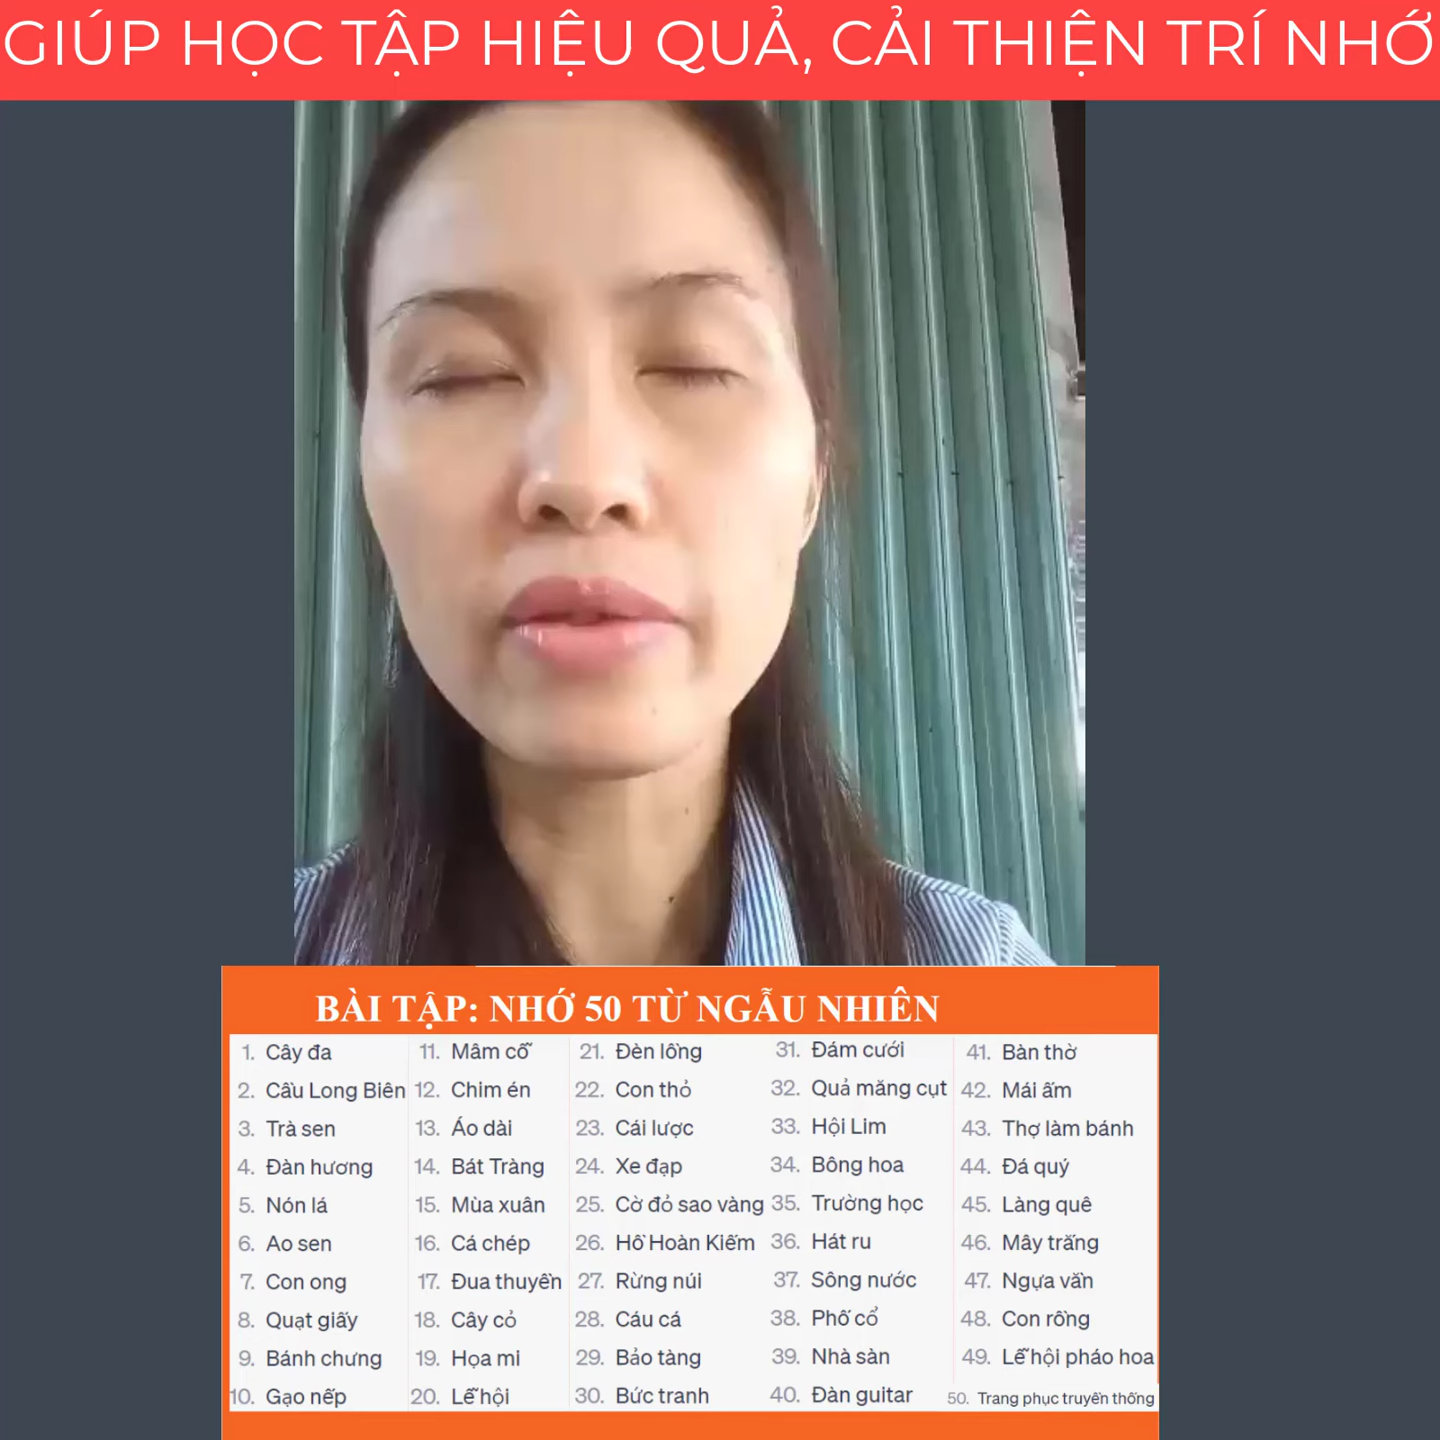 GIÚP HỌC TẬP HIỆU QUẢ, CẢI THIỆN TRÍ NHỚ
BÀI TẬP: NHỚ 50 TỪ NGẪU NHIÊN
1. Cây đa
2. Cầu Long Biên
3. Trà sen
4. Đàn hương
5. Nón lá
6. Ao sen
7. Con ong
8. Quạt giấy
9. Bánh chưng
10. Gạo nếp
11. Mâm cỗ
12. Chim én
13. Áo dài
14. Bát Tràng
15. Mùa xuân
16. Cá chép
17. Đua thuyền
18. Cây cỏ
19. Họa mi
20. Lễ hội
21. Đèn lồng
22. Con thỏ
23. Cái lược
24. Xe đạp
25. Cờ đỏ sao vàng
26. Hồ Hoàn Kiếm
27. Rừng núi
28. Cáu cá
29. Bảo tàng
30. Bức tranh
31. Đám cưới
32. Quả măng cụt
33. Hội Lim
34. Bông hoa
35. Trường học
36. Hát ru
37. Sông nước
38. Phố cổ
39. Nhà sàn
40. Đàn guitar
41. Bàn thờ
42. Mái ấm
43. Thợ làm bánh
44. Đá quý
45. Làng quê
46. Mây trắng
47. Ngựa vằn
48. Con rồng
49. Lễ hội pháo hoa
50. Trang phục truyền thống